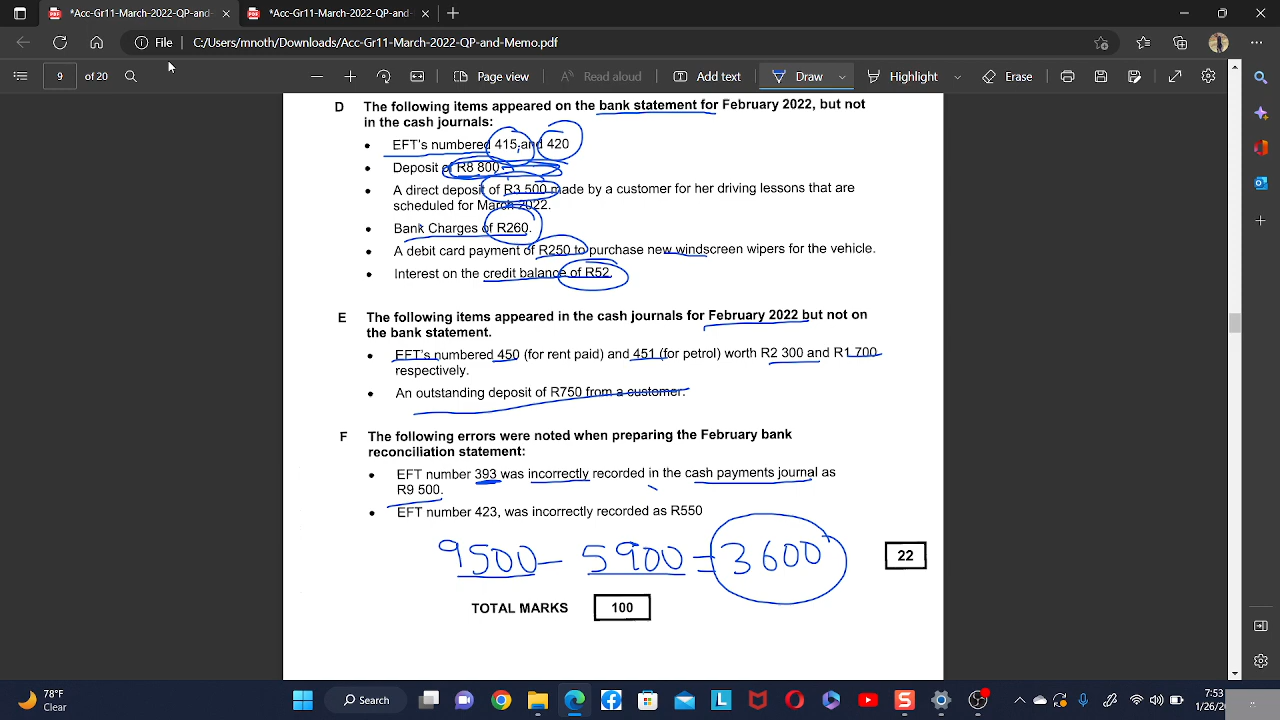 *Acc-Gr11-March-2022-QP-and-
*Acc-Gr11-March-2022-QP-and-
File
C:/Users/mnoth/Downloads/Acc-Gr11-March-2022-QP-and-Memo.pdf
9 of 20
Page view
Read aloud
Add text
Draw
Highlight
Erase
D The following items appeared on the bank statement for February 2022, but not
in the cash journals:
• EFT's numbered 415 and 420
• Deposit of R8 800
• A direct deposit of R3 500 made by a customer for her driving lessons that are
scheduled for March 2022.
• Bank Charges of R260.
• A debit card payment of R250 to purchase new windscreen wipers for the vehicle.
• Interest on the credit balance of R52.
E The following items appeared in the cash journals for February 2022 but not on
the bank statement.
• EFT's numbered 450 (for rent paid) and 451 (for petrol) worth R2 300 and R1 700
respectively.
• An outstanding deposit of R750 from a customer.
F The following errors were noted when preparing the February bank
reconciliation statement:
• EFT number 393 was incorrectly recorded in the cash payments journal as
R9 500.
• EFT number 423, was incorrectly recorded as R550
9500 - 5900 = 3600
22
TOTAL MARKS 100
78°F
Clear
Search
7:53